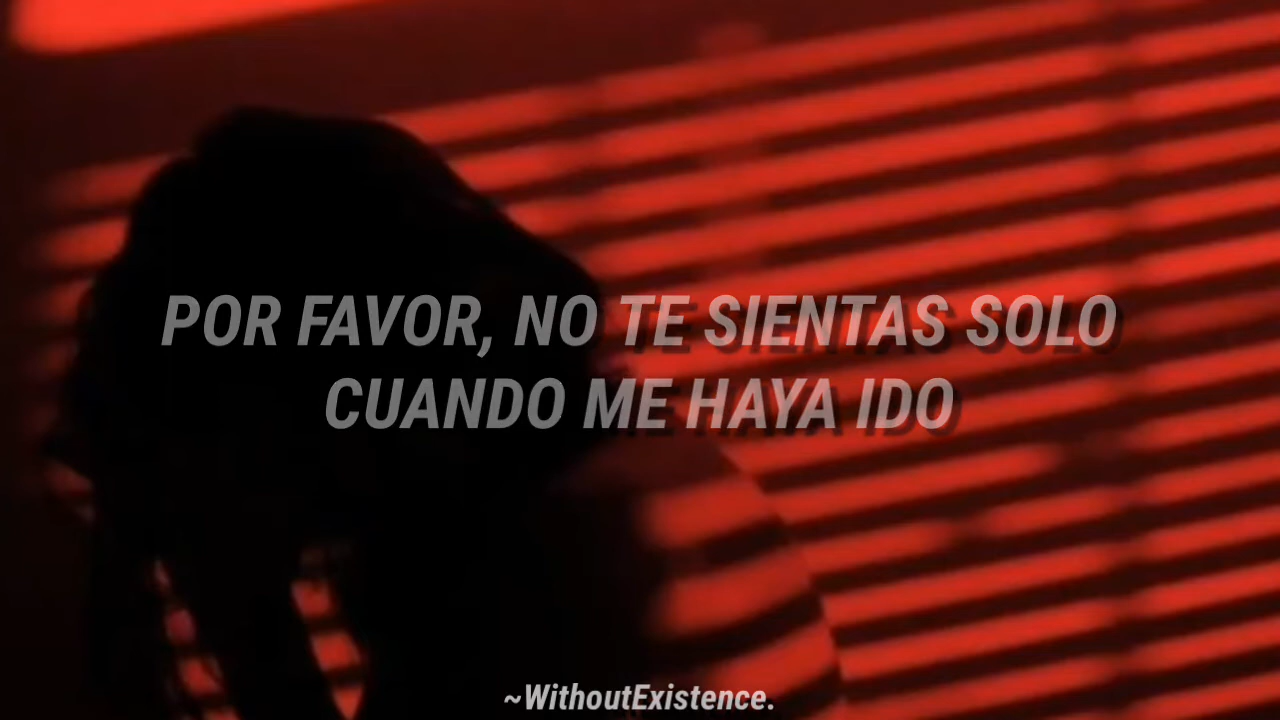 POR FAVOR, NO TE SIENTAS SOLO
CUANDO ME HAYA IDO
~WithoutExistence.